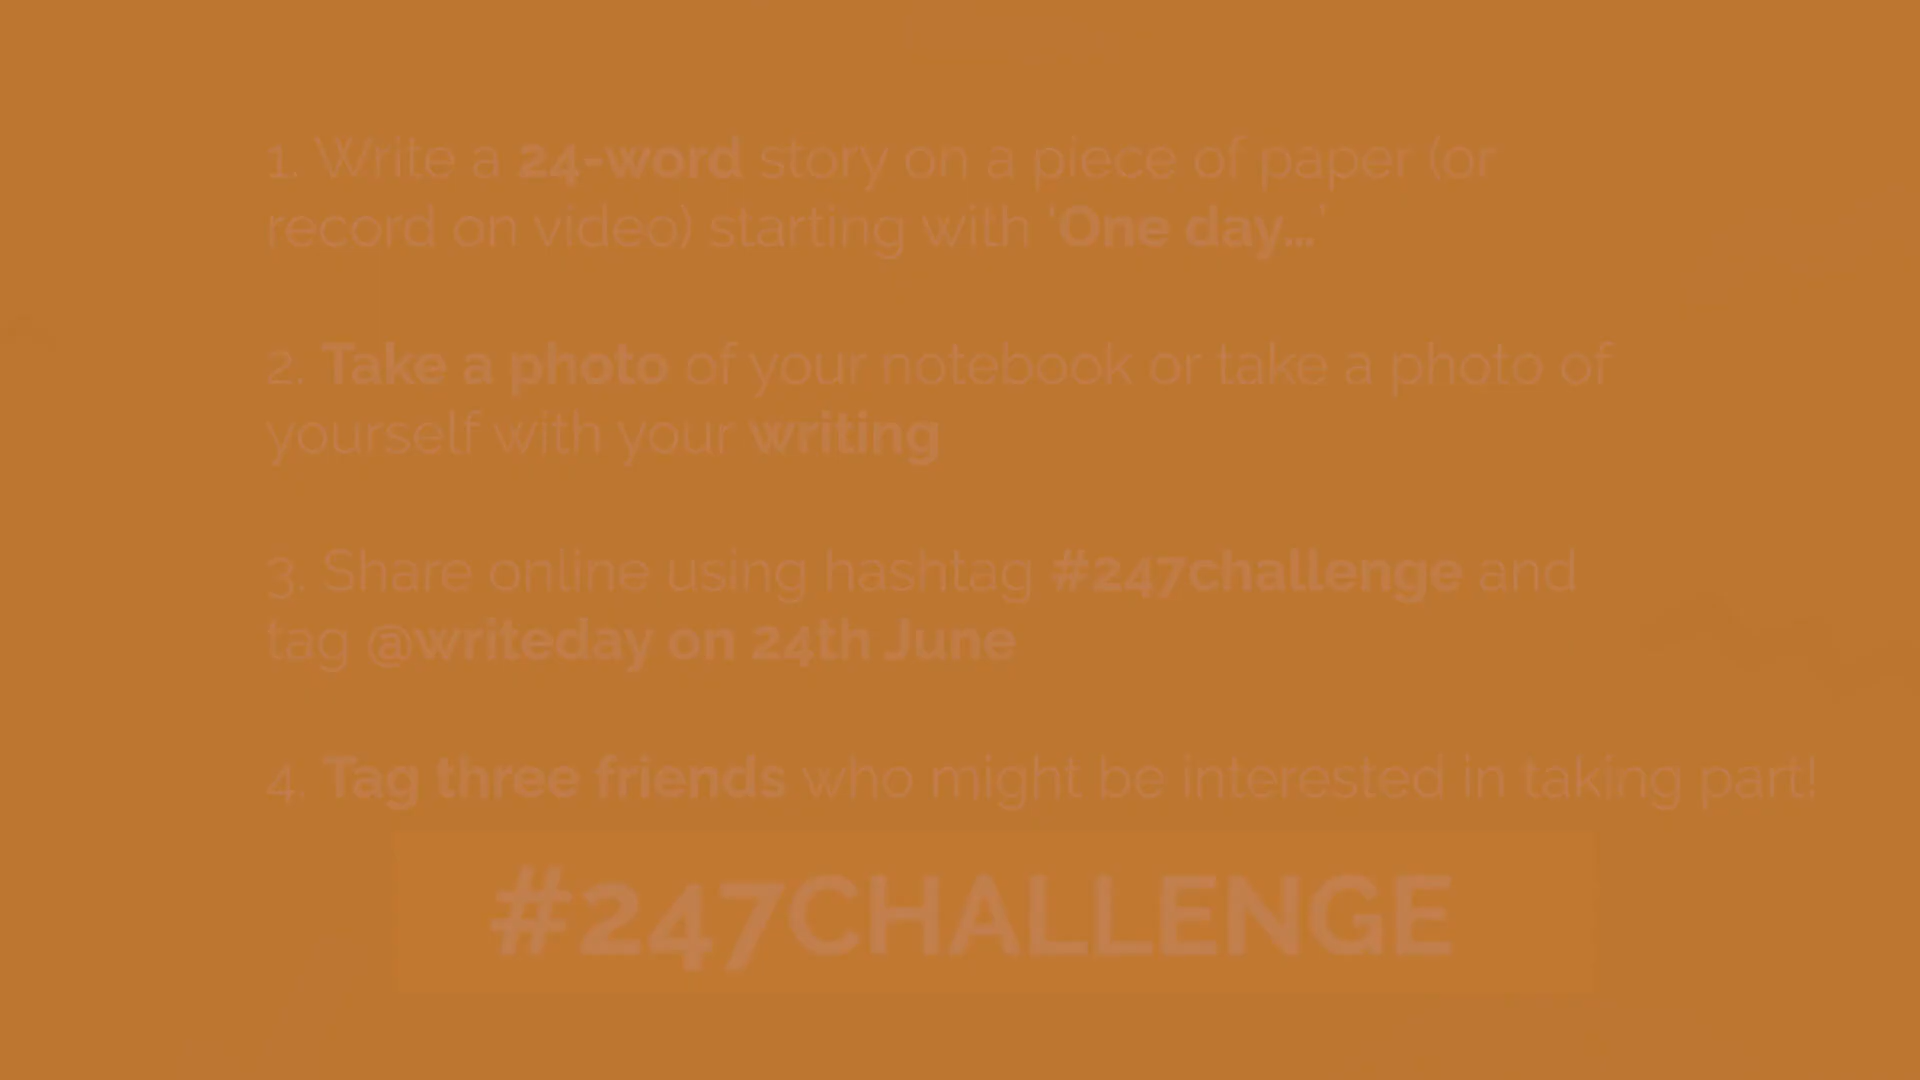 1. Write a 24-word story on a piece of paper (or
record on video) starting with 'One day...'
2. Take a photo of your notebook or take a photo of
yourself with your writing
3. Share online using hashtag #247challenge and
tag @writeday on 24th June
4. Tag three friends who might be interested in taking part!
#247CHALLENGE